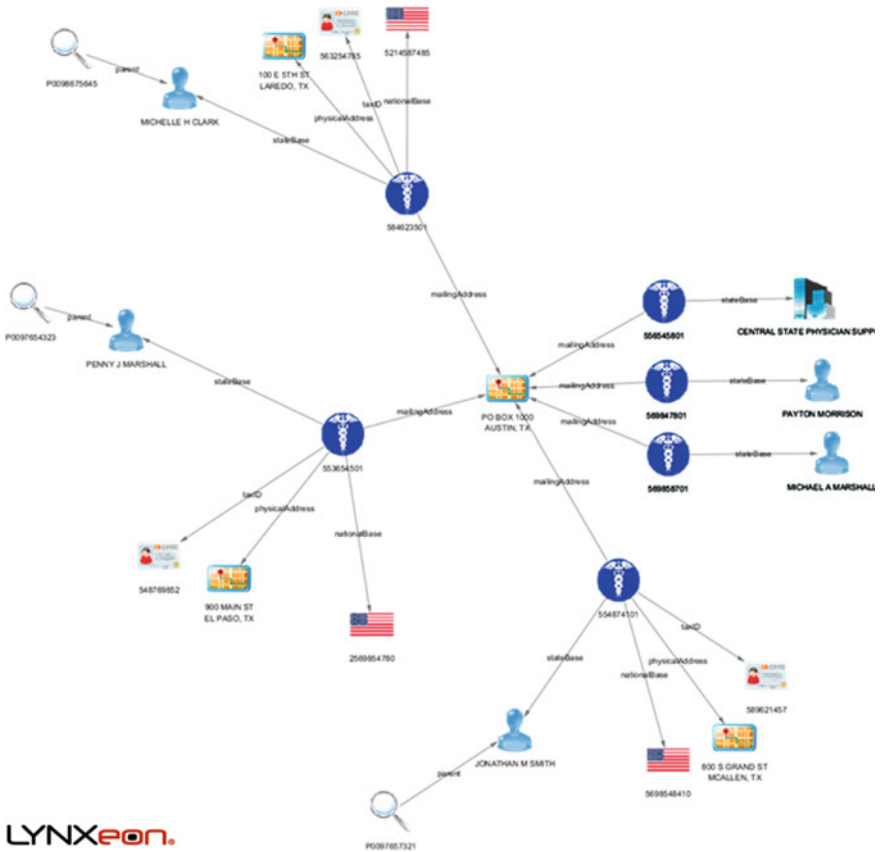 563254785
5214587485
100 E 5TH ST
LAREDO, TX
P0098675645
parent
MICHELLE H CLARK
taxID
nationalBase
physicalAddress
stateBase
584623501
mailingAddress
556545801
stateBase
CENTRAL STATE PHYSICIAN SUPP
P0097654323
parent
PENNY J MARSHALL
mailingAddress
stateBase
mailingAddress
stateBase
569847801
PAYTON MORRISON
mailingAddress
PO BOX 1000
AUSTIN, TX
mailingAddress
553654501
stateBase
569858701
MICHAEL A MARSHALL
mailingAddress
taxID
physicalAddress
nationalBase
548769852
900 MAIN ST
EL PASO, TX
2569854780
554874101
taxID
stateBase
physicalAddress
nationalBase
589621457
JONATHAN M SMITH
800 S GRAND ST
MCALLEN, TX
parent
5698548410
P0097657321
LYNXeon